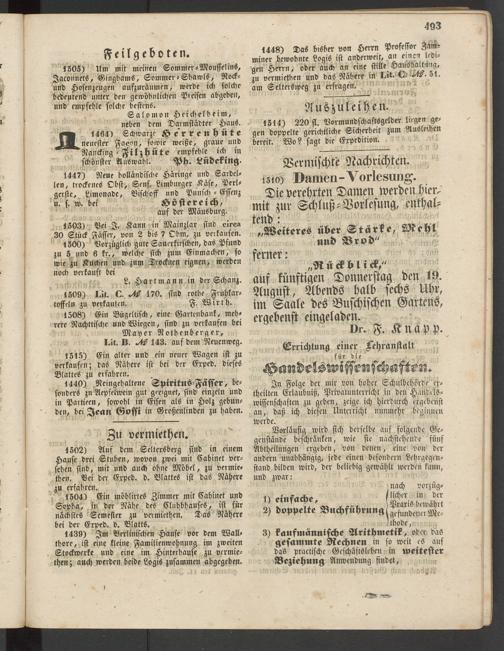 493
Feilgeboten.
1505) Um mit meinen Sommer-Mousselins,
Jaconnets, Ginghams, Sommer-Shawls, Rock-
und Hosenzeugen aufzuräumen, werde ich solche
bedeutend unter den gewöhnlichen Preisen abgeben,
und empfehle solche bestens.
Salomon Heichelheim,
neben dem Darmstädter Haus.
1464) Schwarze Herrenhüte
neuester Façon, sowie weiße, graue und
Nanking Filzhüte empfiehlt ich in
schönster Auswahl. Ph. Lüdeking.
1447) Neue holländische Häringe und Sardel-
len, trockenes Obst, Senf, Limburger Käse, Perl-
gerste, Limonade, Bischoff und Punsch-Essenz
u. s. w. bei Höstereich,
auf der Mäusburg.
1503) Bei J. Kann in Mainzlar sind circa
30 Stück Fässer, von 2 bis 7 Ohm, zu verkaufen.
1500) Vorzüglich gute Sauerkirschen, das Pfund
zu 5 und 6 kr., welche sich zum Einmachen, so
wie zu Kuchen und zum Trocknen eignen, werden
noch verkauft bei
L. Hartmann in der Schanz.
1509) Lit. C. № 170. sind rothe Frühkar-
toffeln zu verkaufen. F. Wirth.
1508) Ein Bügeltisch, eine Gartenbank, meh-
rere Nachttische und Wiegen, sind zu verkaufen bei
Mayer Rothenberger,
Lit. B. № 143. auf dem Neuenweg.
1515) Ein alter und ein neuer Wagen ist zu
verkaufen; das Nähere ist bei der Exped. dieses
Blattes zu erfahren.
1440) Reingehaltene Spiritus-Fässer, be-
sonders zu Aepfelwein gut geeignet, sind einzeln und
in Partieen, sowohl in Eisen als in Holz gebun-
den, bei Jean Gossi in Großenlinden zu haben.
Zu vermiethen.
1502) Auf dem Seltersberg sind in einem
Hause drei Stuben, wovon zwei mit Cabinet ver-
sehen sind, mit und auch ohne Möbel, zu vermie-
then. Bei der Exped. d. Blattes ist das Nähere
zu erfahren.
1504) Ein möblirtes Zimmer mit Cabinet und
Sopha, in der Nähe des Clubbhauses, ist für
nächstes Semester zu vermiethen. Das Nähere
bei der Exped. d. Blatts.
1439) Im Bertinischen Hause vor dem Wall-
thore, ist eine kleine Familienwohnung im zweiten
Stockwerke und eine im Hinterhause zu vermie-
then; auch werden beide Logis zusammen abgegeben.
1448) Das bisher von Herrn Professor Zam-
miner bewohnte Logis ist anderweit, an einen ledi-
gen Herrn, oder auch an eine stille Haushaltung,
zu vermiethen und das Nähere in Lit. C. № 51.
am Seltersweg zu erfragen.
Auszuleihen.
1514) 220 fl. Vormundschaftsgelder liegen ge-
gen doppelte gerichtliche Sicherheit zum Ausleihen
bereit. Wo? sagt die Expedition.
Vermischte Nachrichten.
1510) Damen-Vorlesung.
Die verehrten Damen werden hier-
mit zur Schluß-Vorlesung, enthal-
tend:
„Weiteres über Stärke, Mehl
und Brod“
ferner:
„Rückblick,“
auf künftigen Donnerstag den 19.
August, Abends halb sechs Uhr,
im Saale des Buschischen Gartens,
ergebenst eingeladen.
Dr. F. Knapp.
Errichtung einer Lehranstalt
für die
Handelswissenschaften.
In Folge der mir von hoher Schulbehörde er-
theilten Erlaubniß, Privatunterricht in den Handels-
wissenschaften zu geben, zeige ich hierdurch ergebenst
an, daß ich diesen Unterricht nunmehr beginnen
werde.
Vorläufig wird sich derselbe auf folgende Ge-
genstände beschränken, wie sie nachstehende fünf
Abtheilungen ergeben, von denen, eine von der
andern unabhängig, jede einen besondern Lehrgegen-
stand bilden wird, der beliebig gewählt werden kann,
und zwar:
1) einfache,
2) doppelte Buchführung
nach vorzüg-
licher in der
Praxis bewährt
gefundener Me-
thode,
3) kaufmännische Arithmetik, oder das
gesammte Rechnen in so weit es auf
das practische Geschäftsleben in weitester
Beziehung Anwendung findet,